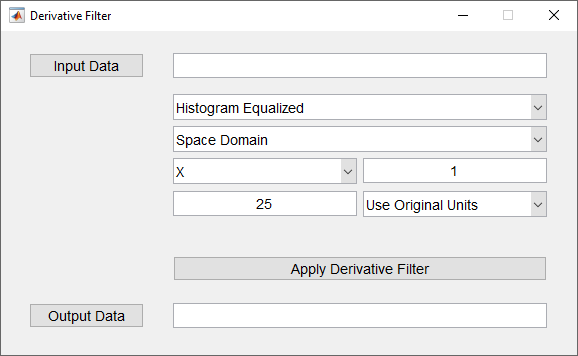 Derivative Filter
Input Data
Histogram Equalized
Space Domain
X 1
25 Use Original Units
Apply Derivative Filter
Output Data